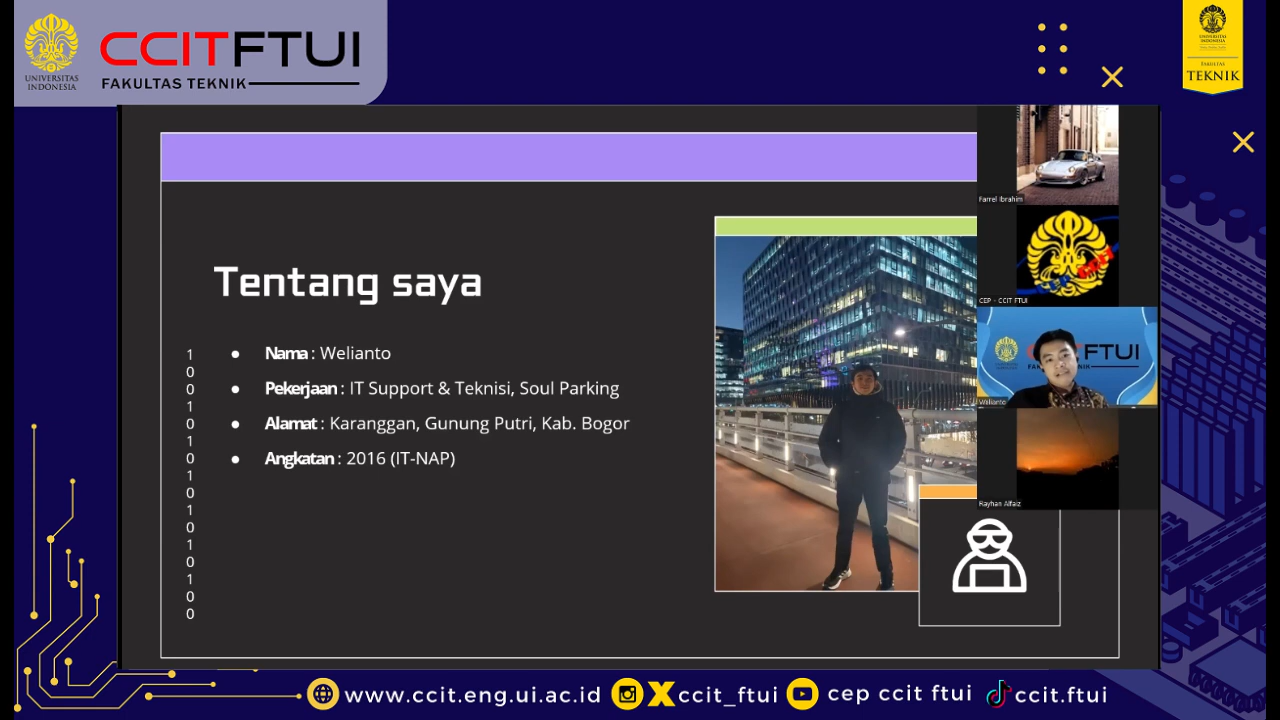 UNIVERSITAS
INDONESIA
CCITFTUI
FAKULTAS TEKNIK
UNIVERSITAS
INDONESIA
FAKULTAS
TEKNIK
Tentang saya
Nama : Welianto
Pekerjaan : IT Support & Teknisi, Soul Parking
Alamat : Karanggan, Gunung Putri, Kab. Bogor
Angkatan : 2016 (IT-NAP)
1
0
0
1
0
1
0
1
0
1
0
1
0
1
0
0
Farrel Ibrahim
CEP - CCIT FTUI
FTUI
Welianto
Rayhan Alfaiz
www.ccit.eng.ui.ac.id
X ccit_ftui
cep ccit ftui
ccit.ftui